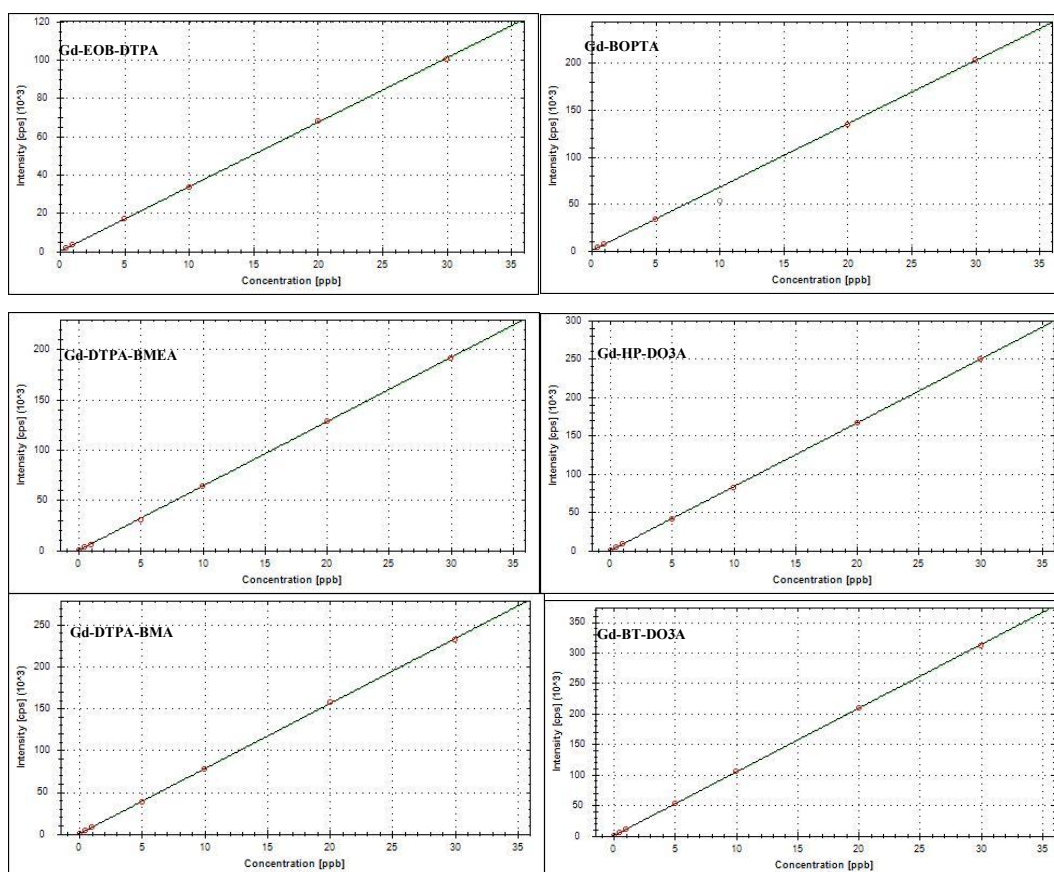 Gd-EOB-DTPA
Intensity [cps] (10^3)
120
100
80
60
40
20
0
0 5 10 15 20 25 30 35
Concentration [ppb]
Gd-BOPTA
Intensity [cps] (10^3)
200
150
100
50
0
0 5 10 15 20 25 30 35
Concentration [ppb]
Gd-DTPA-BMEA
Intensity [cps] (10^3)
200
150
100
50
0
0 5 10 15 20 25 30 35
Concentration [ppb]
Gd-HP-DO3A
Intensity [cps] (10^3)
300
250
200
150
100
50
0
0 5 10 15 20 25 30 35
Concentration [ppb]
Gd-DTPA-BMA
Intensity [cps] (10^3)
250
200
150
100
50
0
0 5 10 15 20 25 30 35
Concentration [ppb]
Gd-BT-DO3A
Intensity [cps] (10^3)
350
300
250
200
150
100
50
0
0 5 10 15 20 25 30 35
Concentration [ppb]